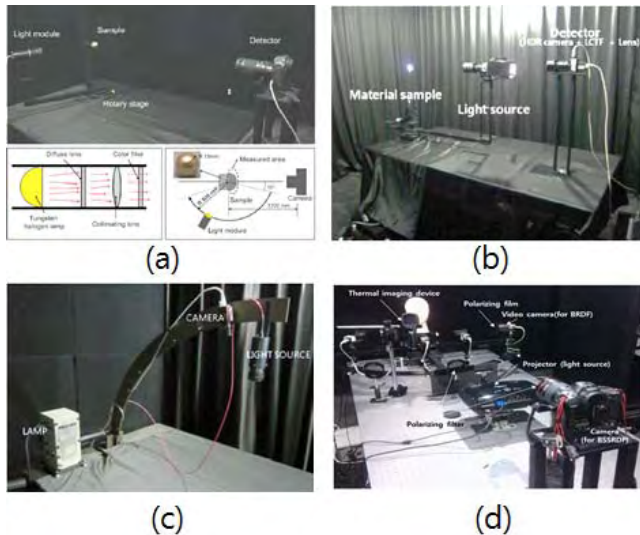 Light module
Sample
Detector
Rotary stage
Diffuse lens
Color filter
Tungsten
halogen lamp
Collimating lens
Measured area
Sample
Camera
Light module
(a)
Detector
(HDR camera + LCTF + Lens)
Material sample
Light source
(b)
CAMERA
LIGHT SOURCE
LAMP
(c)
Thermal imaging device
Polarizing film
Video camera(for BRDF)
Projector (light source)
Polarizing filter
Camera
(for BSSRDF)
(d)